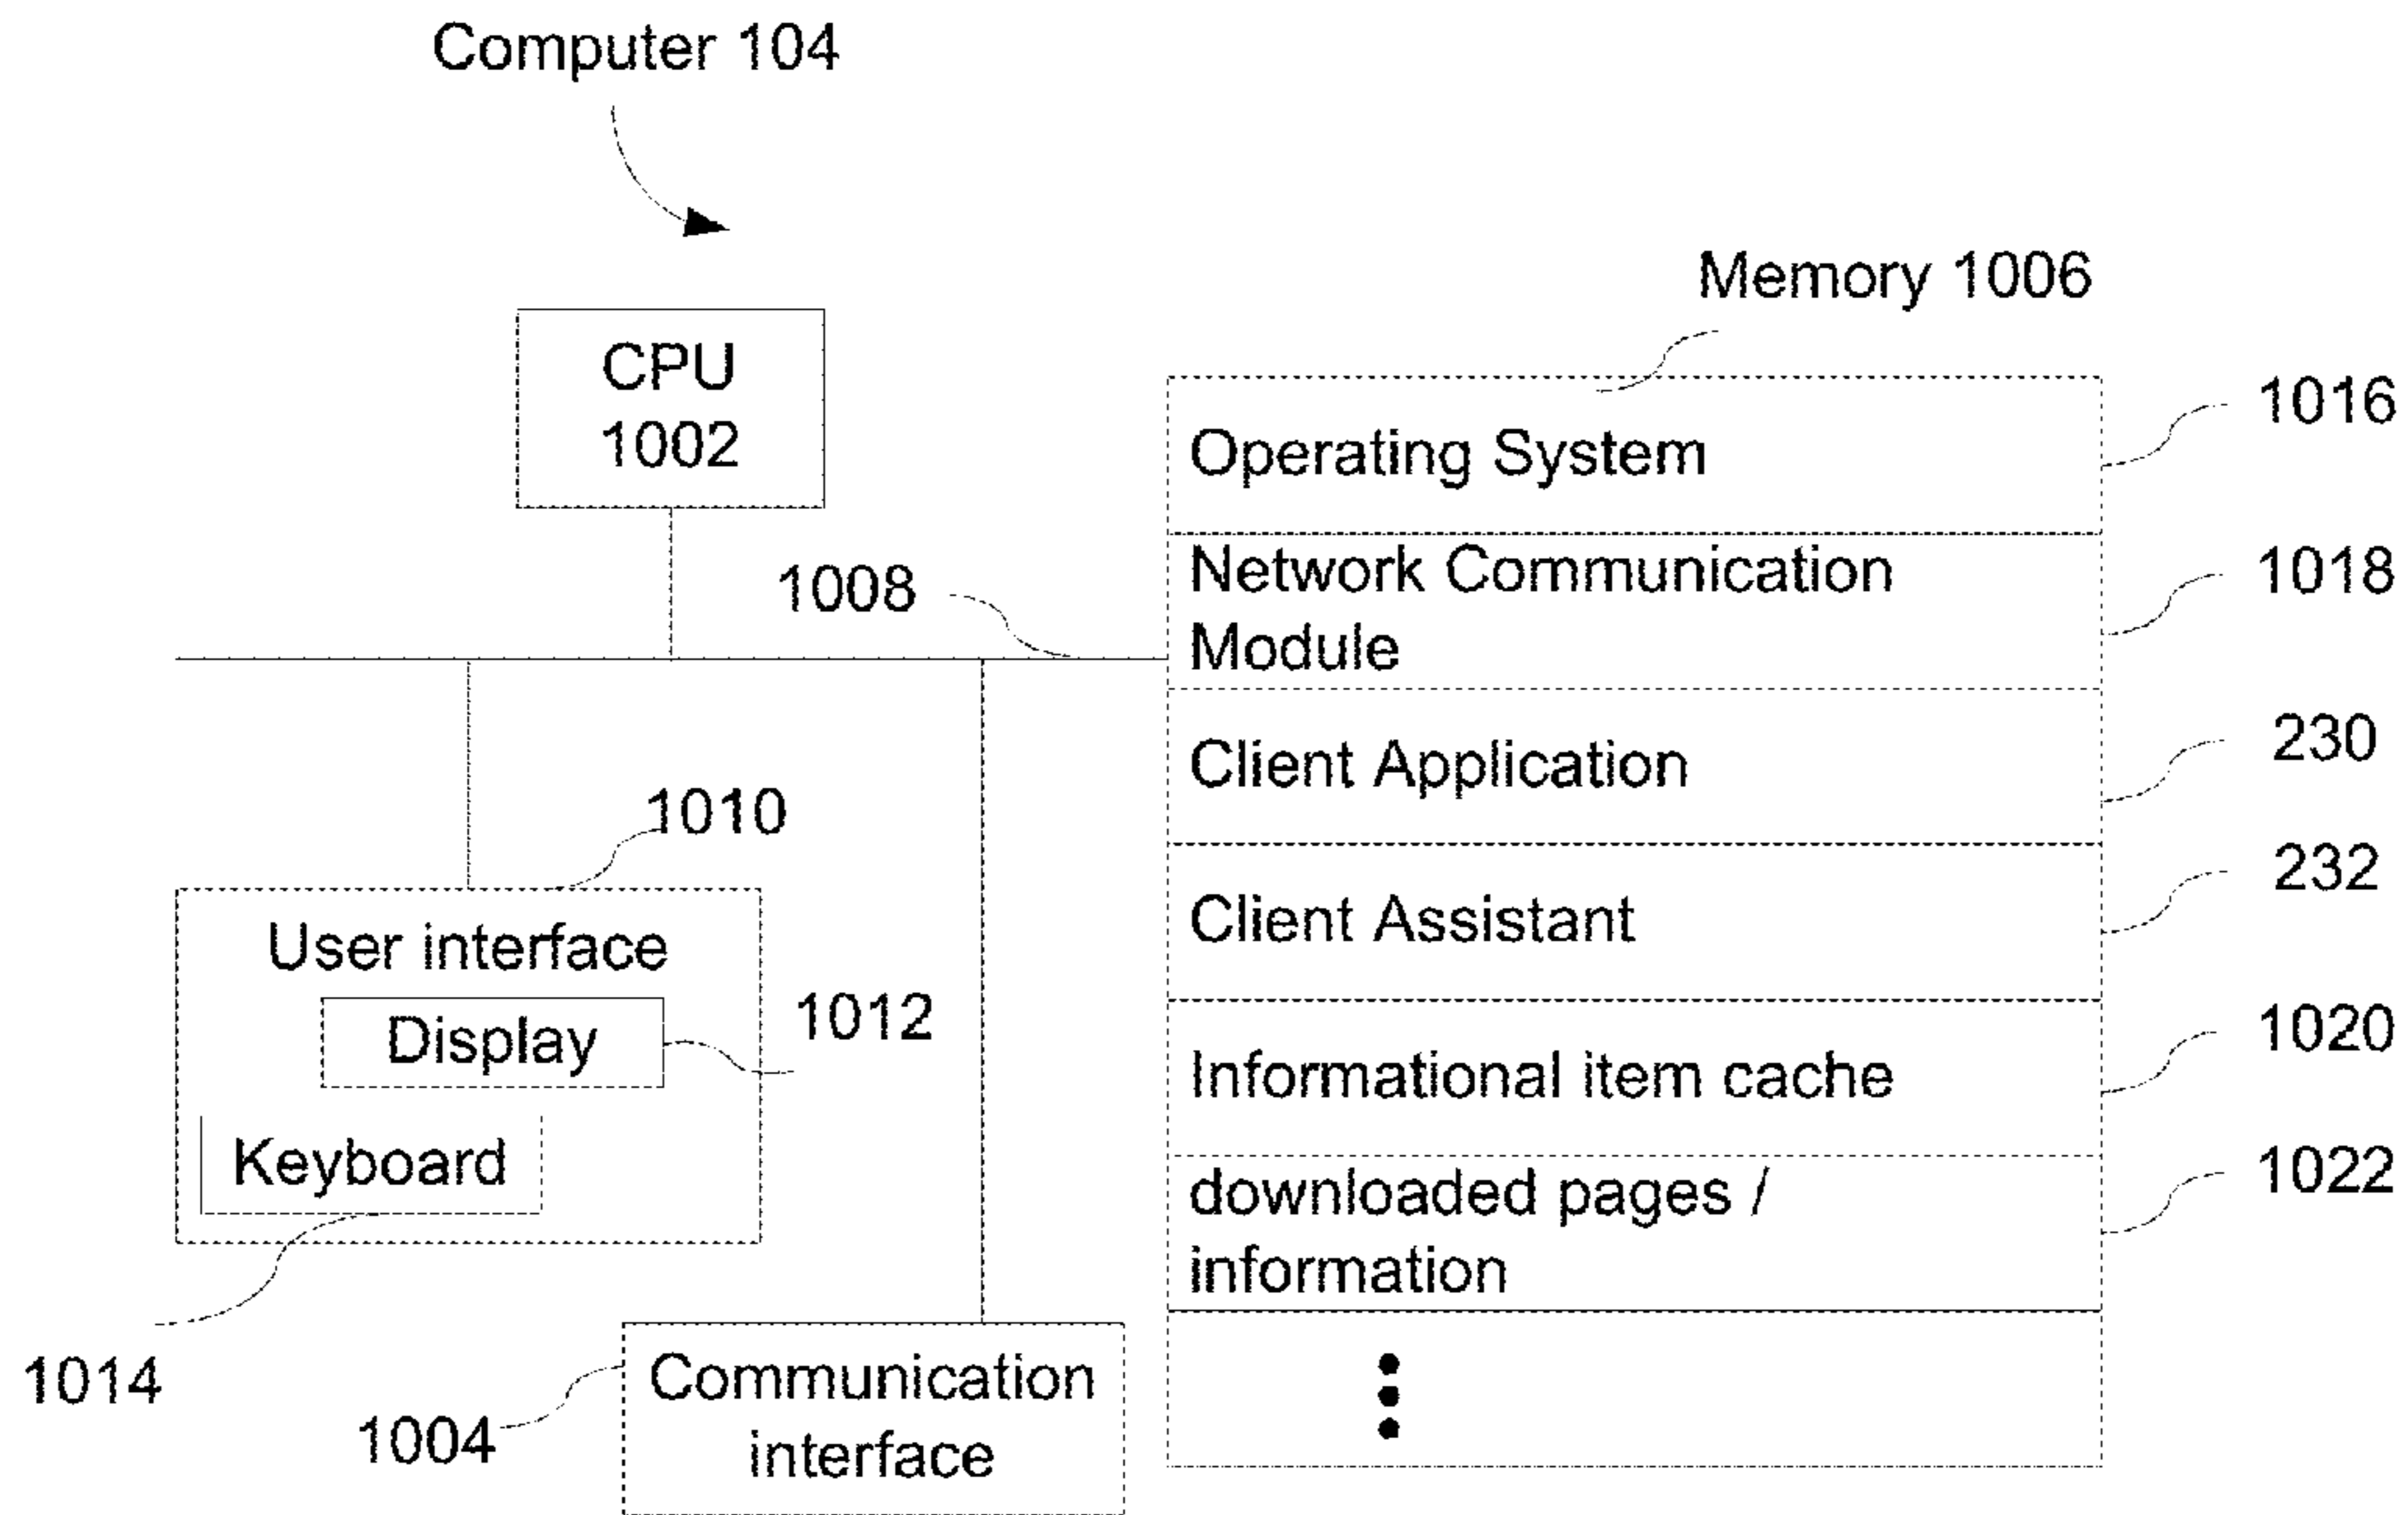 Computer 104
CPU
1002
1008
1010
User interface
Display
1012
Keyboard
1014
1004
Communication
interface
Memory 1006
Operating System
1016
Network Communication
Module
1018
Client Application
230
Client Assistant
232
Informational item cache
1020
downloaded pages /
information
1022